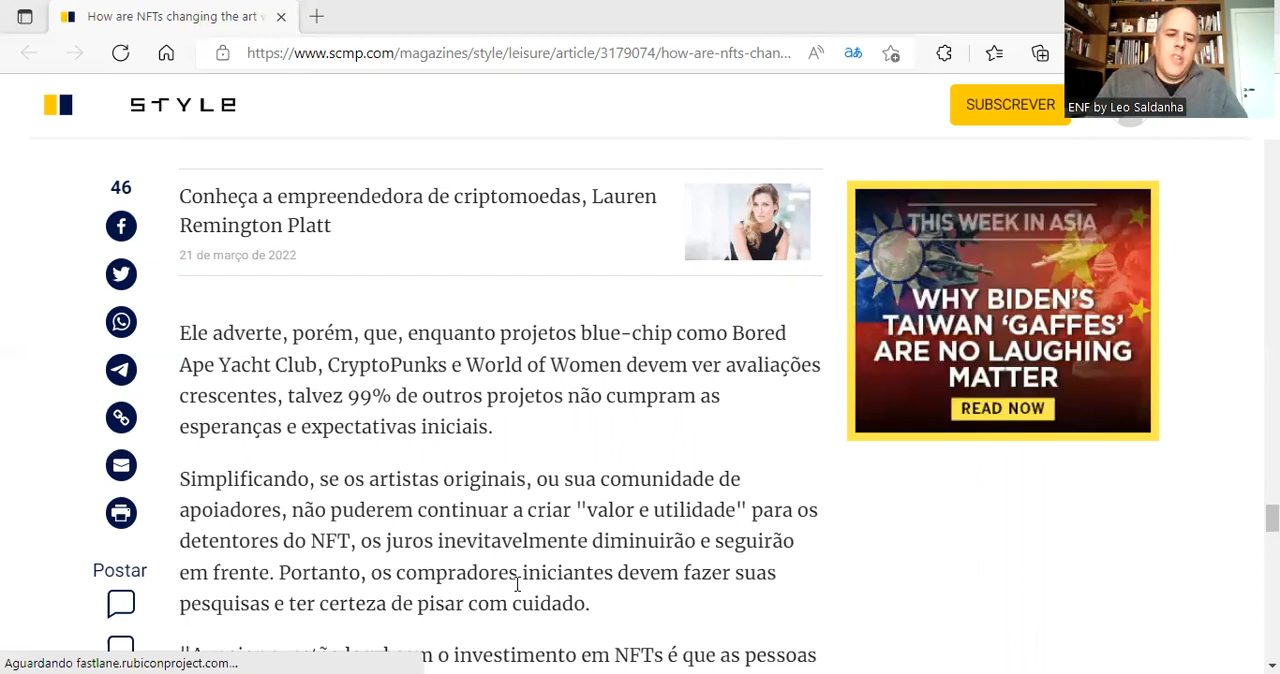 How are NFTs changing the art
https://www.scmp.com/magazines/style/leisure/article/3179074/how-are-nfts-chan...
ENF by Leo Saldanha
STYLE
SUBSCREVER
46
Conheça a empreendedora de criptomoedas, Lauren
Remington Platt
21 de março de 2022
Ele adverte, porém, que, enquanto projetos blue-chip como Bored
Ape Yacht Club, CryptoPunks e World of Women devem ver avaliações
crescentes, talvez 99% de outros projetos não cumpram as
esperanças e expectativas iniciais.
Simplificando, se os artistas originais, ou sua comunidade de
apoiadores, não puderem continuar a criar "valor e utilidade" para os
detentores do NFT, os juros inevitavelmente diminuirão e seguirão
em frente. Portanto, os compradores iniciantes devem fazer suas
pesquisas e ter certeza de pisar com cuidado.
o investimento em NFTs é que as pessoas
Postar
THIS WEEK IN ASIA
WHY BIDEN'S
TAIWAN 'GAFFES'
ARE NO LAUGHING
MATTER
READ NOW
Aguardando fastlane.rubiconproject.com...